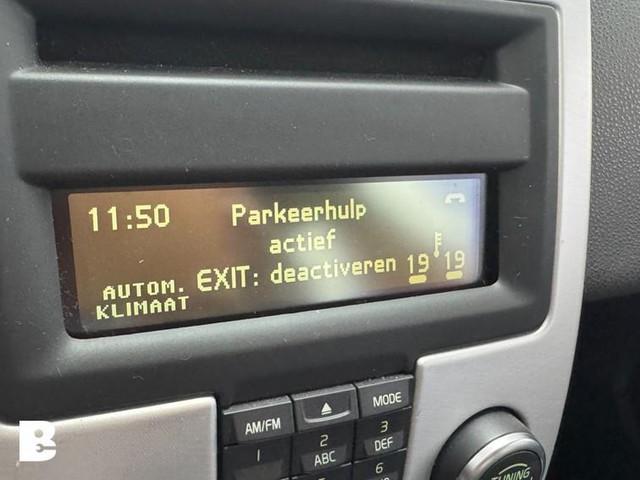 11:50
Parkeerhulp
actief
EXIT: deactiveren
19 19
AUTOM.
KLIMAAT
AM/FM
MODE
1
2
ABC
3
DEF
6
TUNING
B